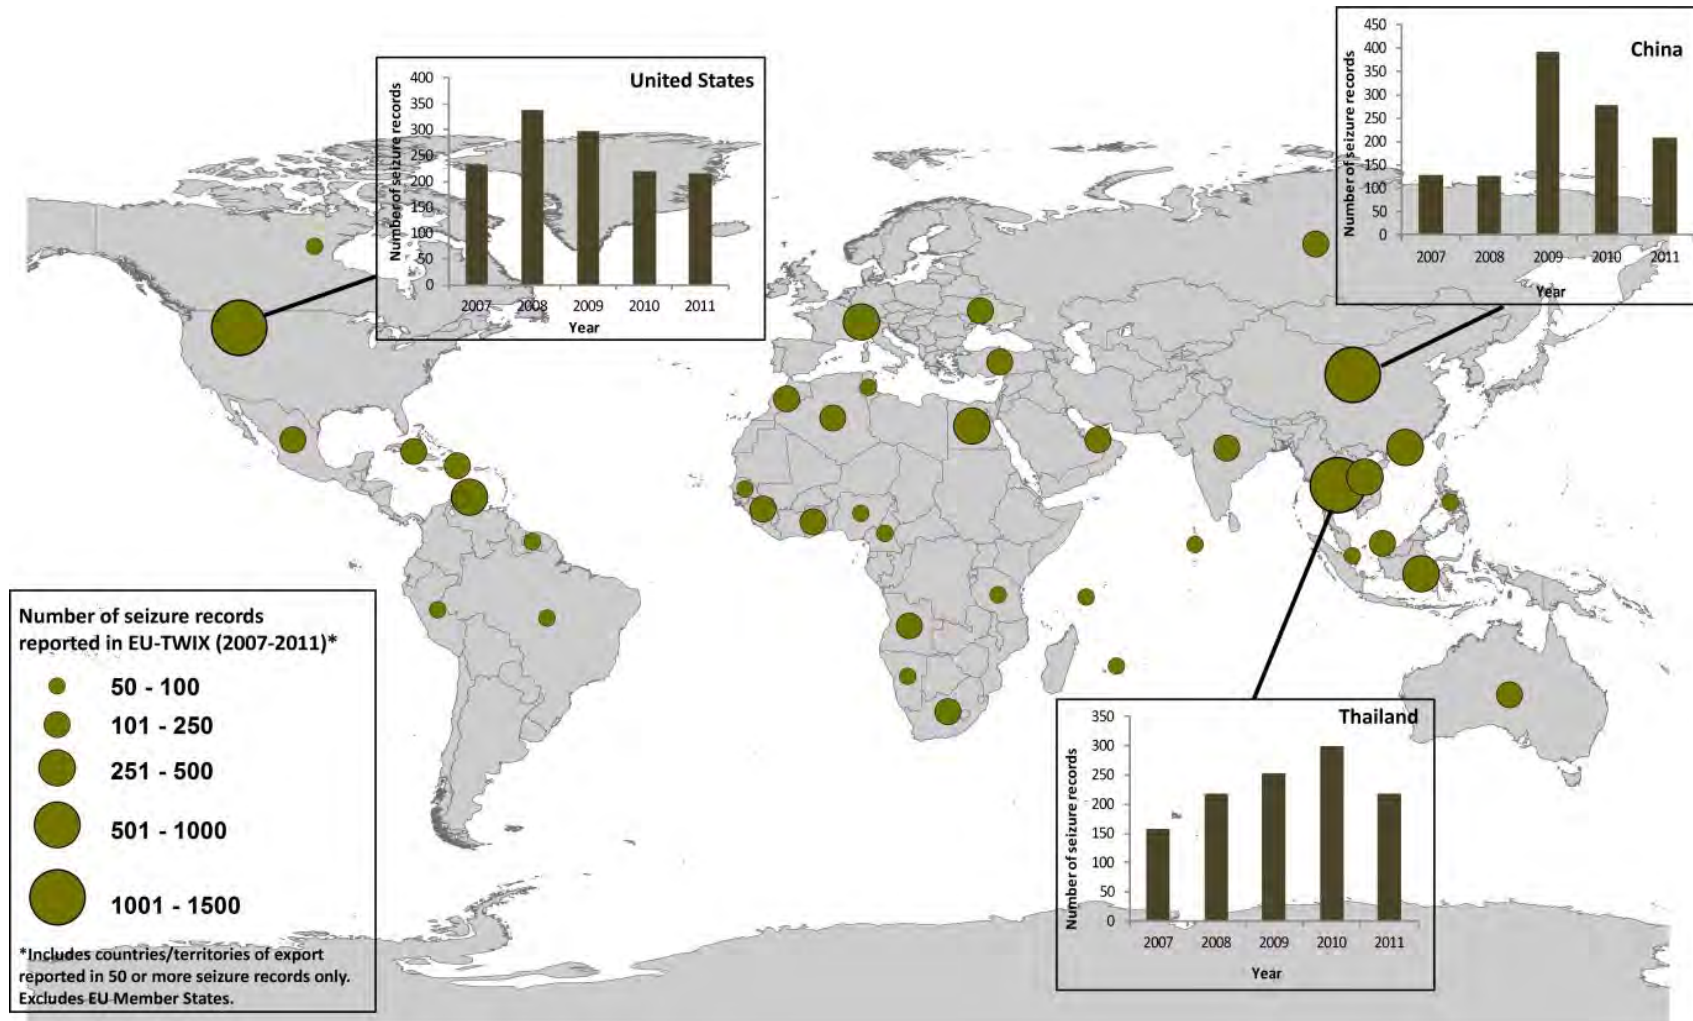 United States
Number of seizure records
400
350
300
250
200
150
100
50
0
2007 2008 2009 2010 2011
Year
China
Number of seizure records
450
400
350
300
250
200
150
100
50
0
2007 2008 2009 2010 2011
Year
Number of seizure records
reported in EU-TWIX (2007-2011)*
50 - 100
101 - 250
251 - 500
501 - 1000
1001 - 1500
*Includes countries/territories of export
reported in 50 or more seizure records only.
Excludes EU Member States.
Thailand
Number of seizure records
350
300
250
200
150
100
50
0
2007 2008 2009 2010 2011
Year